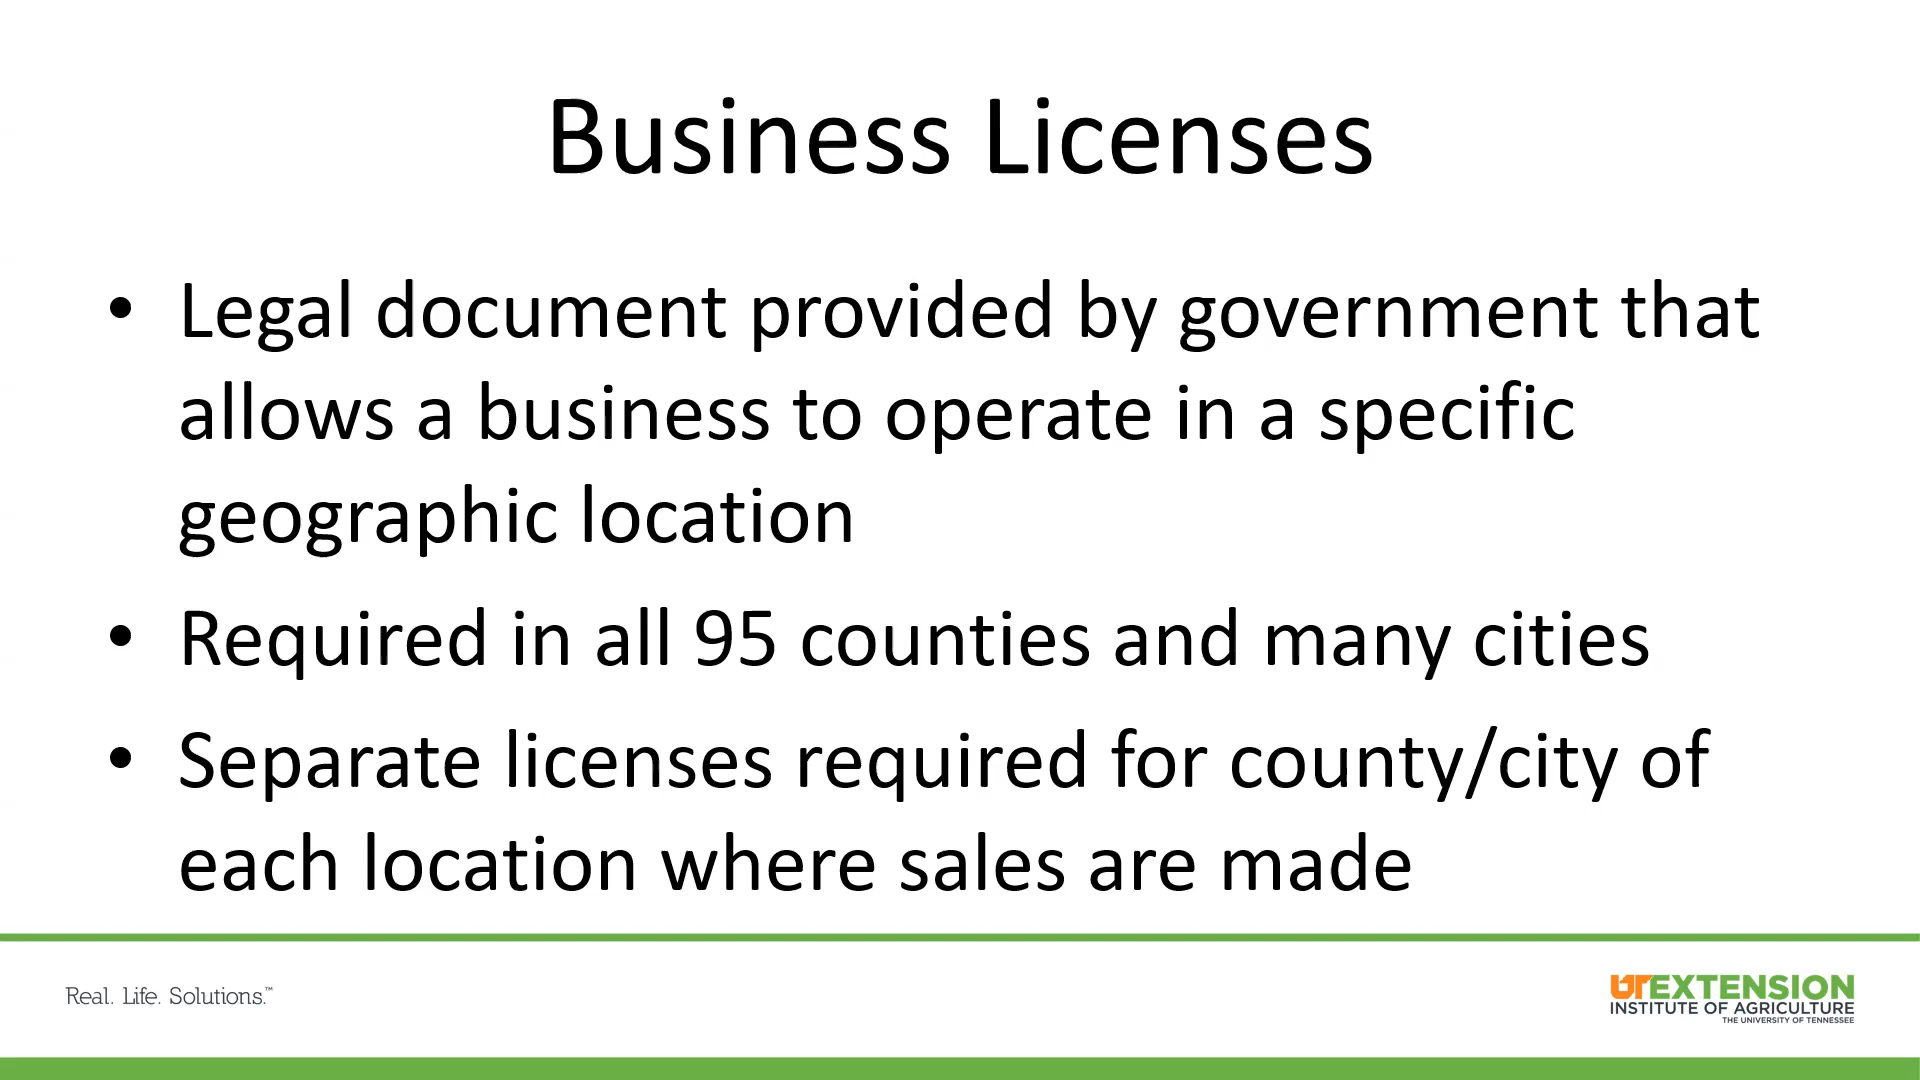 Business Licenses
• Legal document provided by government that
allows a business to operate in a specific
geographic location
• Required in all 95 counties and many cities
• Separate licenses required for county/city of
each location where sales are made
Real. Life. Solutions.™
UTEXTENSION
INSTITUTE OF AGRICULTURE
THE UNIVERSITY OF TENNESSEE